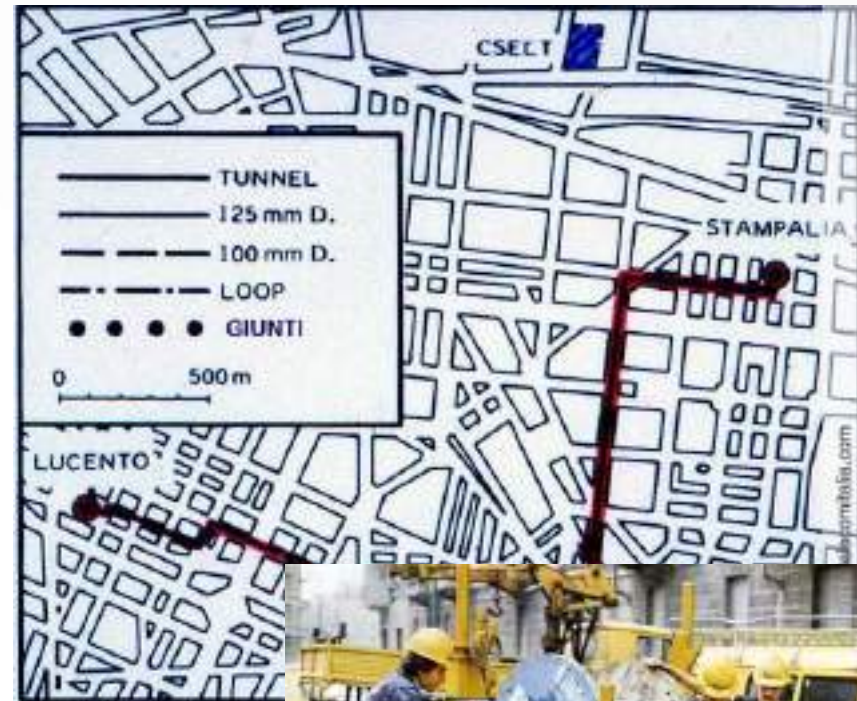 CSELT
TUNNEL
125 mm D.
100 mm D.
LOOP
GIUNTI
0 500 m
STAMPALIA
LUCENTO